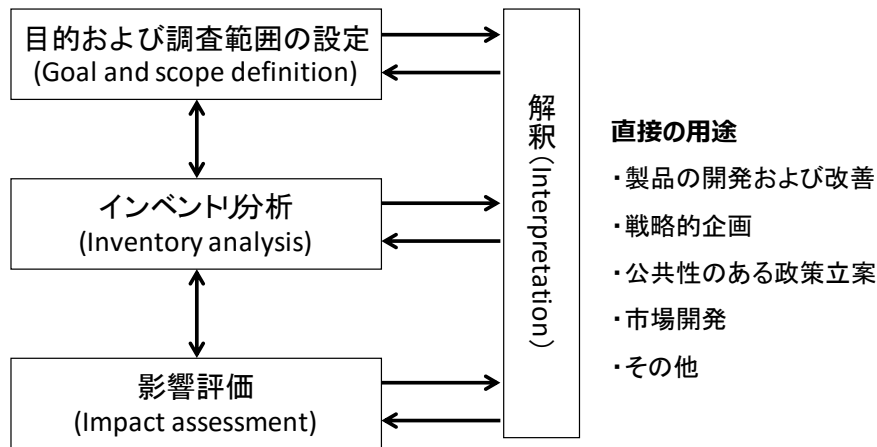 目的および調査範囲の設定
(Goal and scope definition)
インベントリ分析
(Inventory analysis)
影響評価
(Impact assessment)
解釈(Interpretation)
直接の用途
・製品の開発および改善
・戦略的企画
・公共性のある政策立案
・市場開発
・その他